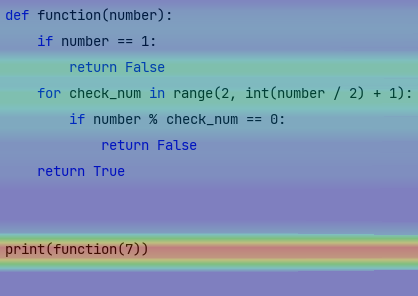 def function(number):
    if number == 1:
        return False
    for check_num in range(2, int(number / 2) + 1):
        if number % check_num == 0:
            return False
    return True
print(function(7))